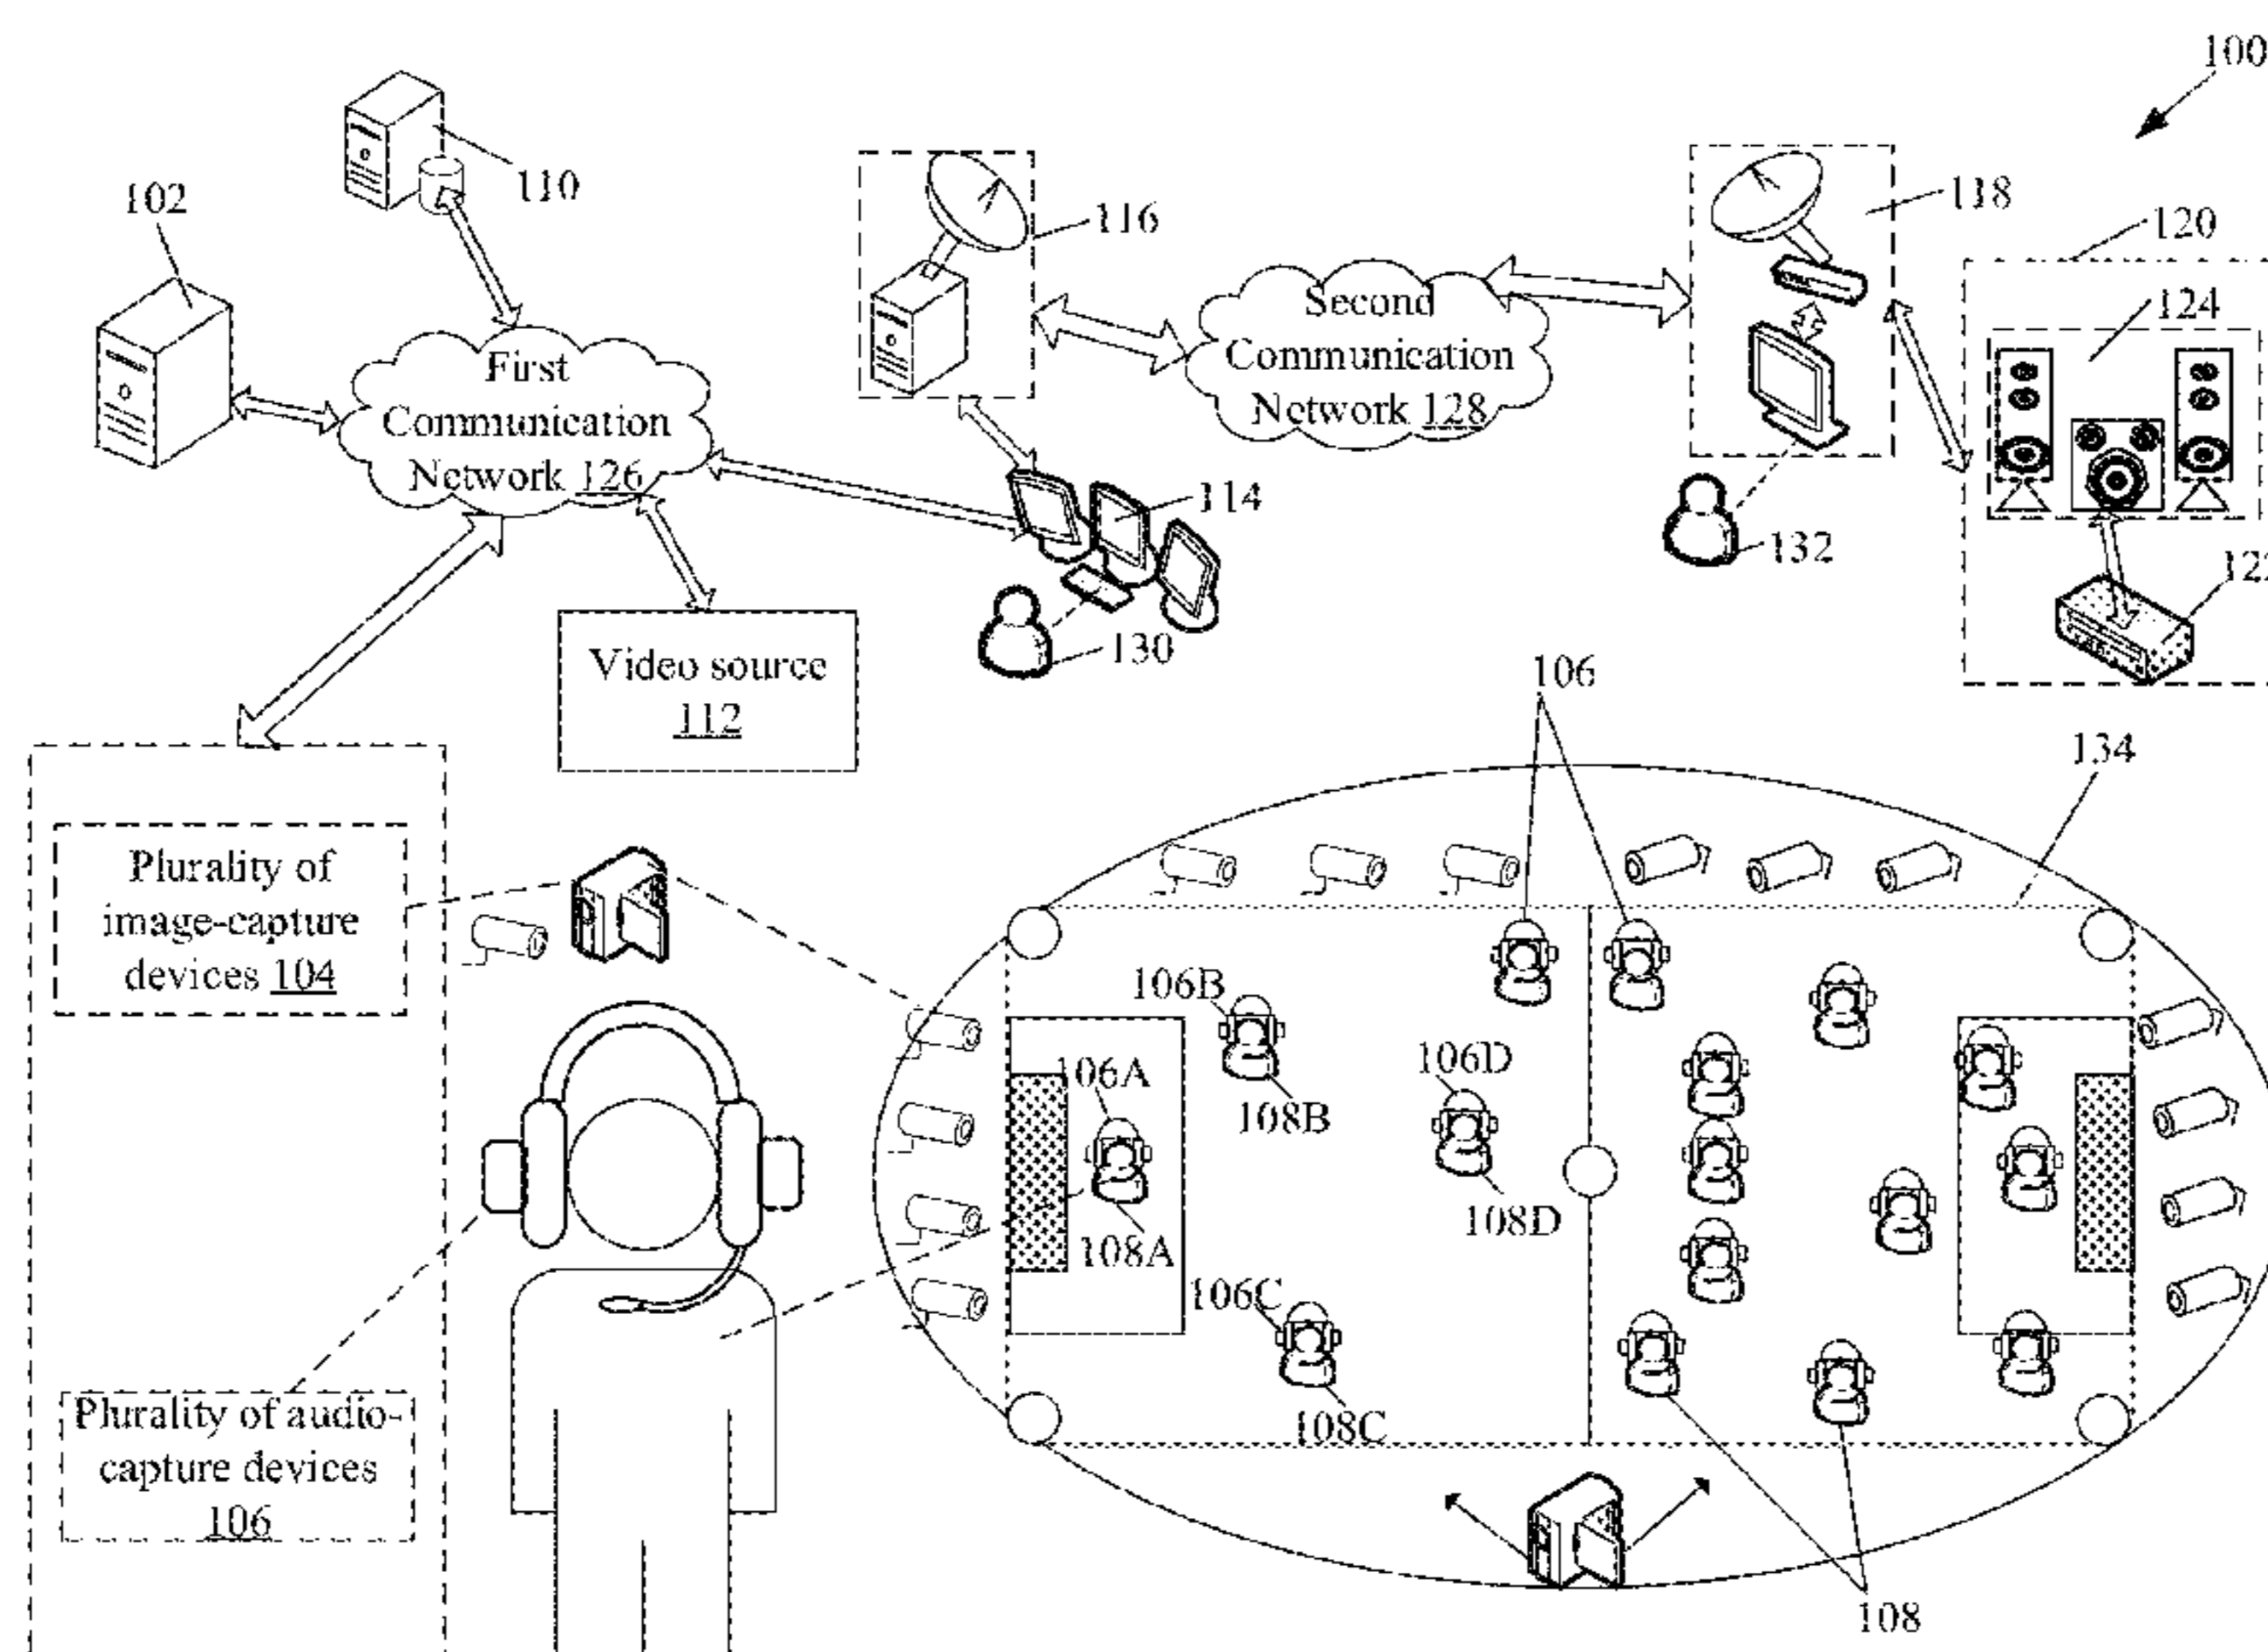 100
110
102
116
118
120
124
First
Communication
Network 126
Second
Communication
Network 128
114
132
122
130
Video source
112
106
134
Plurality of
image-capture
devices 104
106B
106A
106D
108B
108D
108A
106C
108C
Plurality of audio-
capture devices
106
108